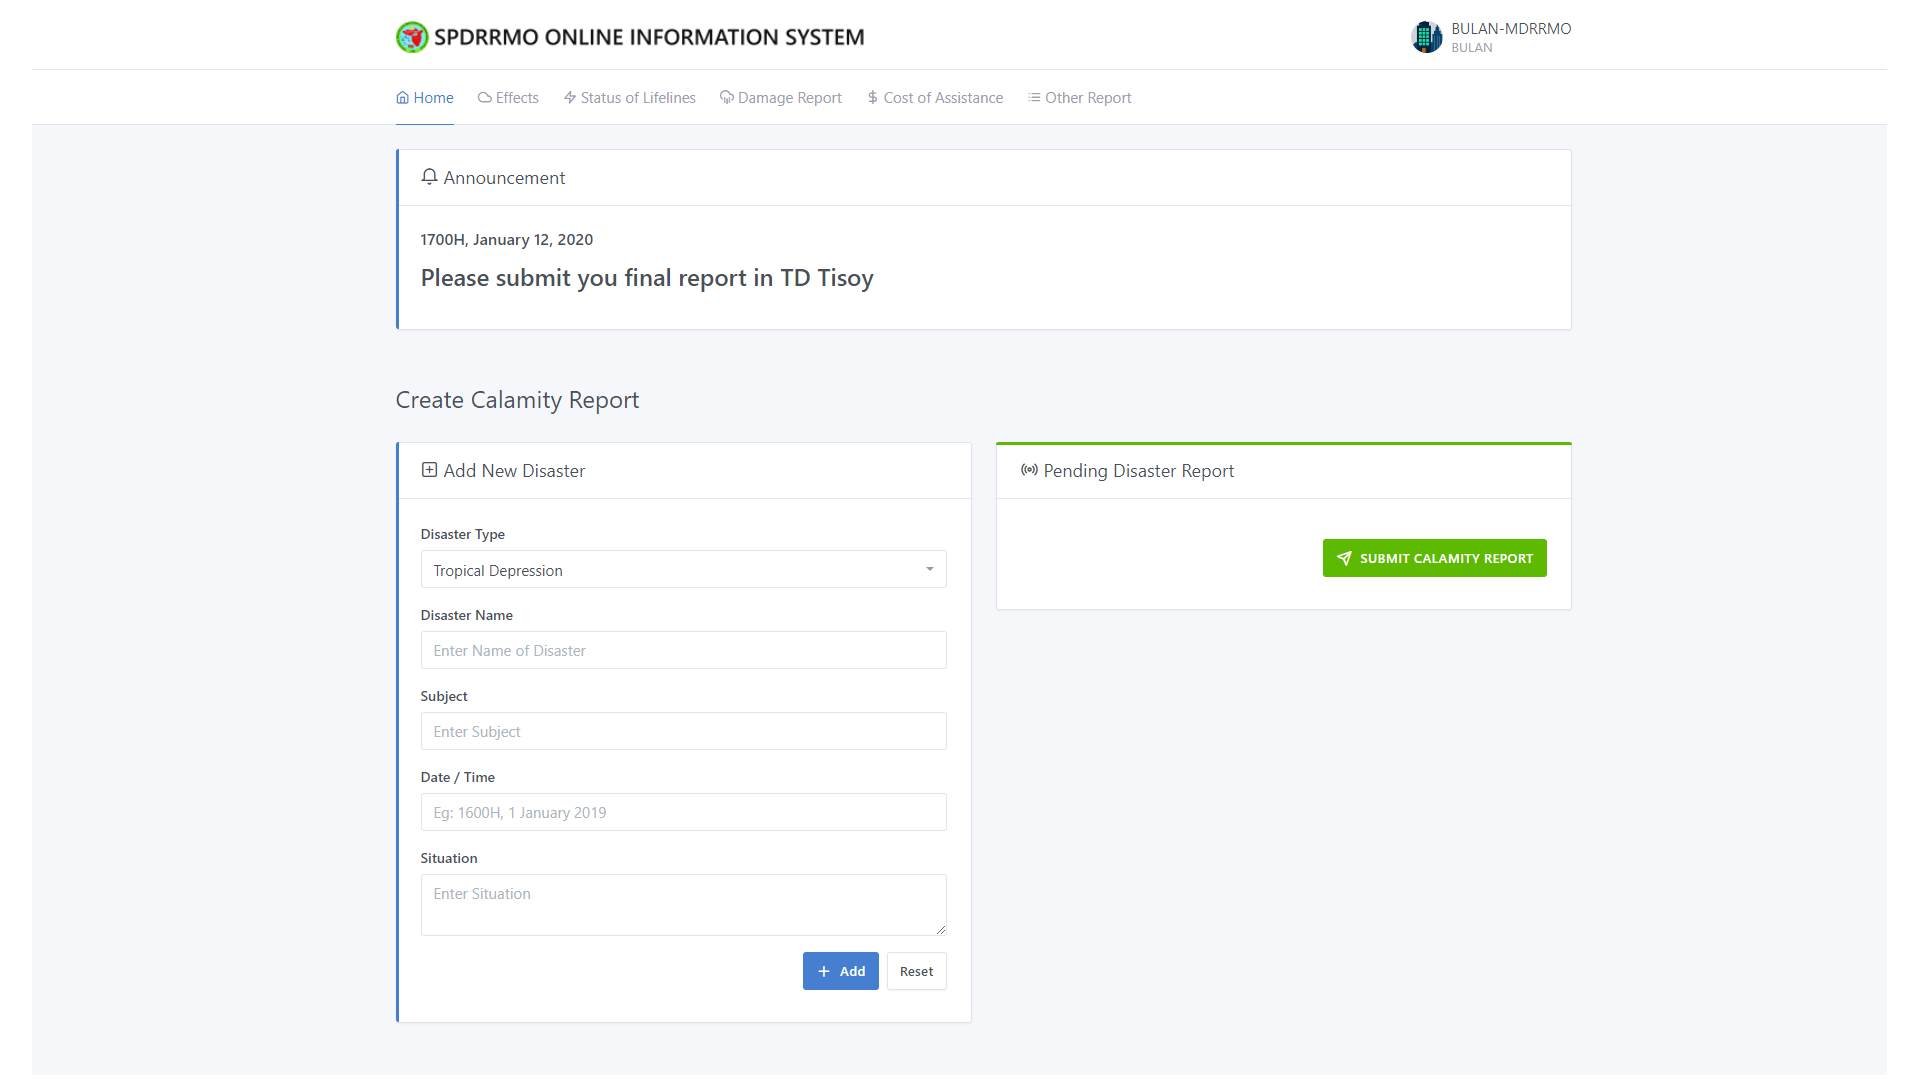 SPDRRMO ONLINE INFORMATION SYSTEM
BULAN-MDRRMO
BULAN
Home Effects Status of Lifelines Damage Report Cost of Assistance Other Report
Announcement
1700H, January 12, 2020
Please submit you final report in TD Tisoy
Create Calamity Report
Add New Disaster
Disaster Type
Tropical Depression
Disaster Name
Enter Name of Disaster
Subject
Enter Subject
Date / Time
Eg: 1600H, 1 January 2019
Situation
Enter Situation
Add Reset
Pending Disaster Report
SUBMIT CALAMITY REPORT